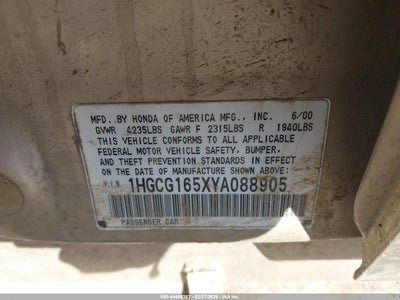 MFD. BY HONDA OF AMERICA MFG., INC. 6/00
GVWR 4235LBS GAWR F 2315LBS R 1940LBS
THIS VEHICLE CONFORMS TO ALL APPLICABLE
FEDERAL MOTOR VEHICLE SAFETY, BUMPER,
AND THEFT PREVENTION STANDARDS IN EFFECT
ON THE DATE OF MANUFACTURE SHOWN ABOVE.
V.I.N. 1HGCG165XYA088905
PASSENGER CAR